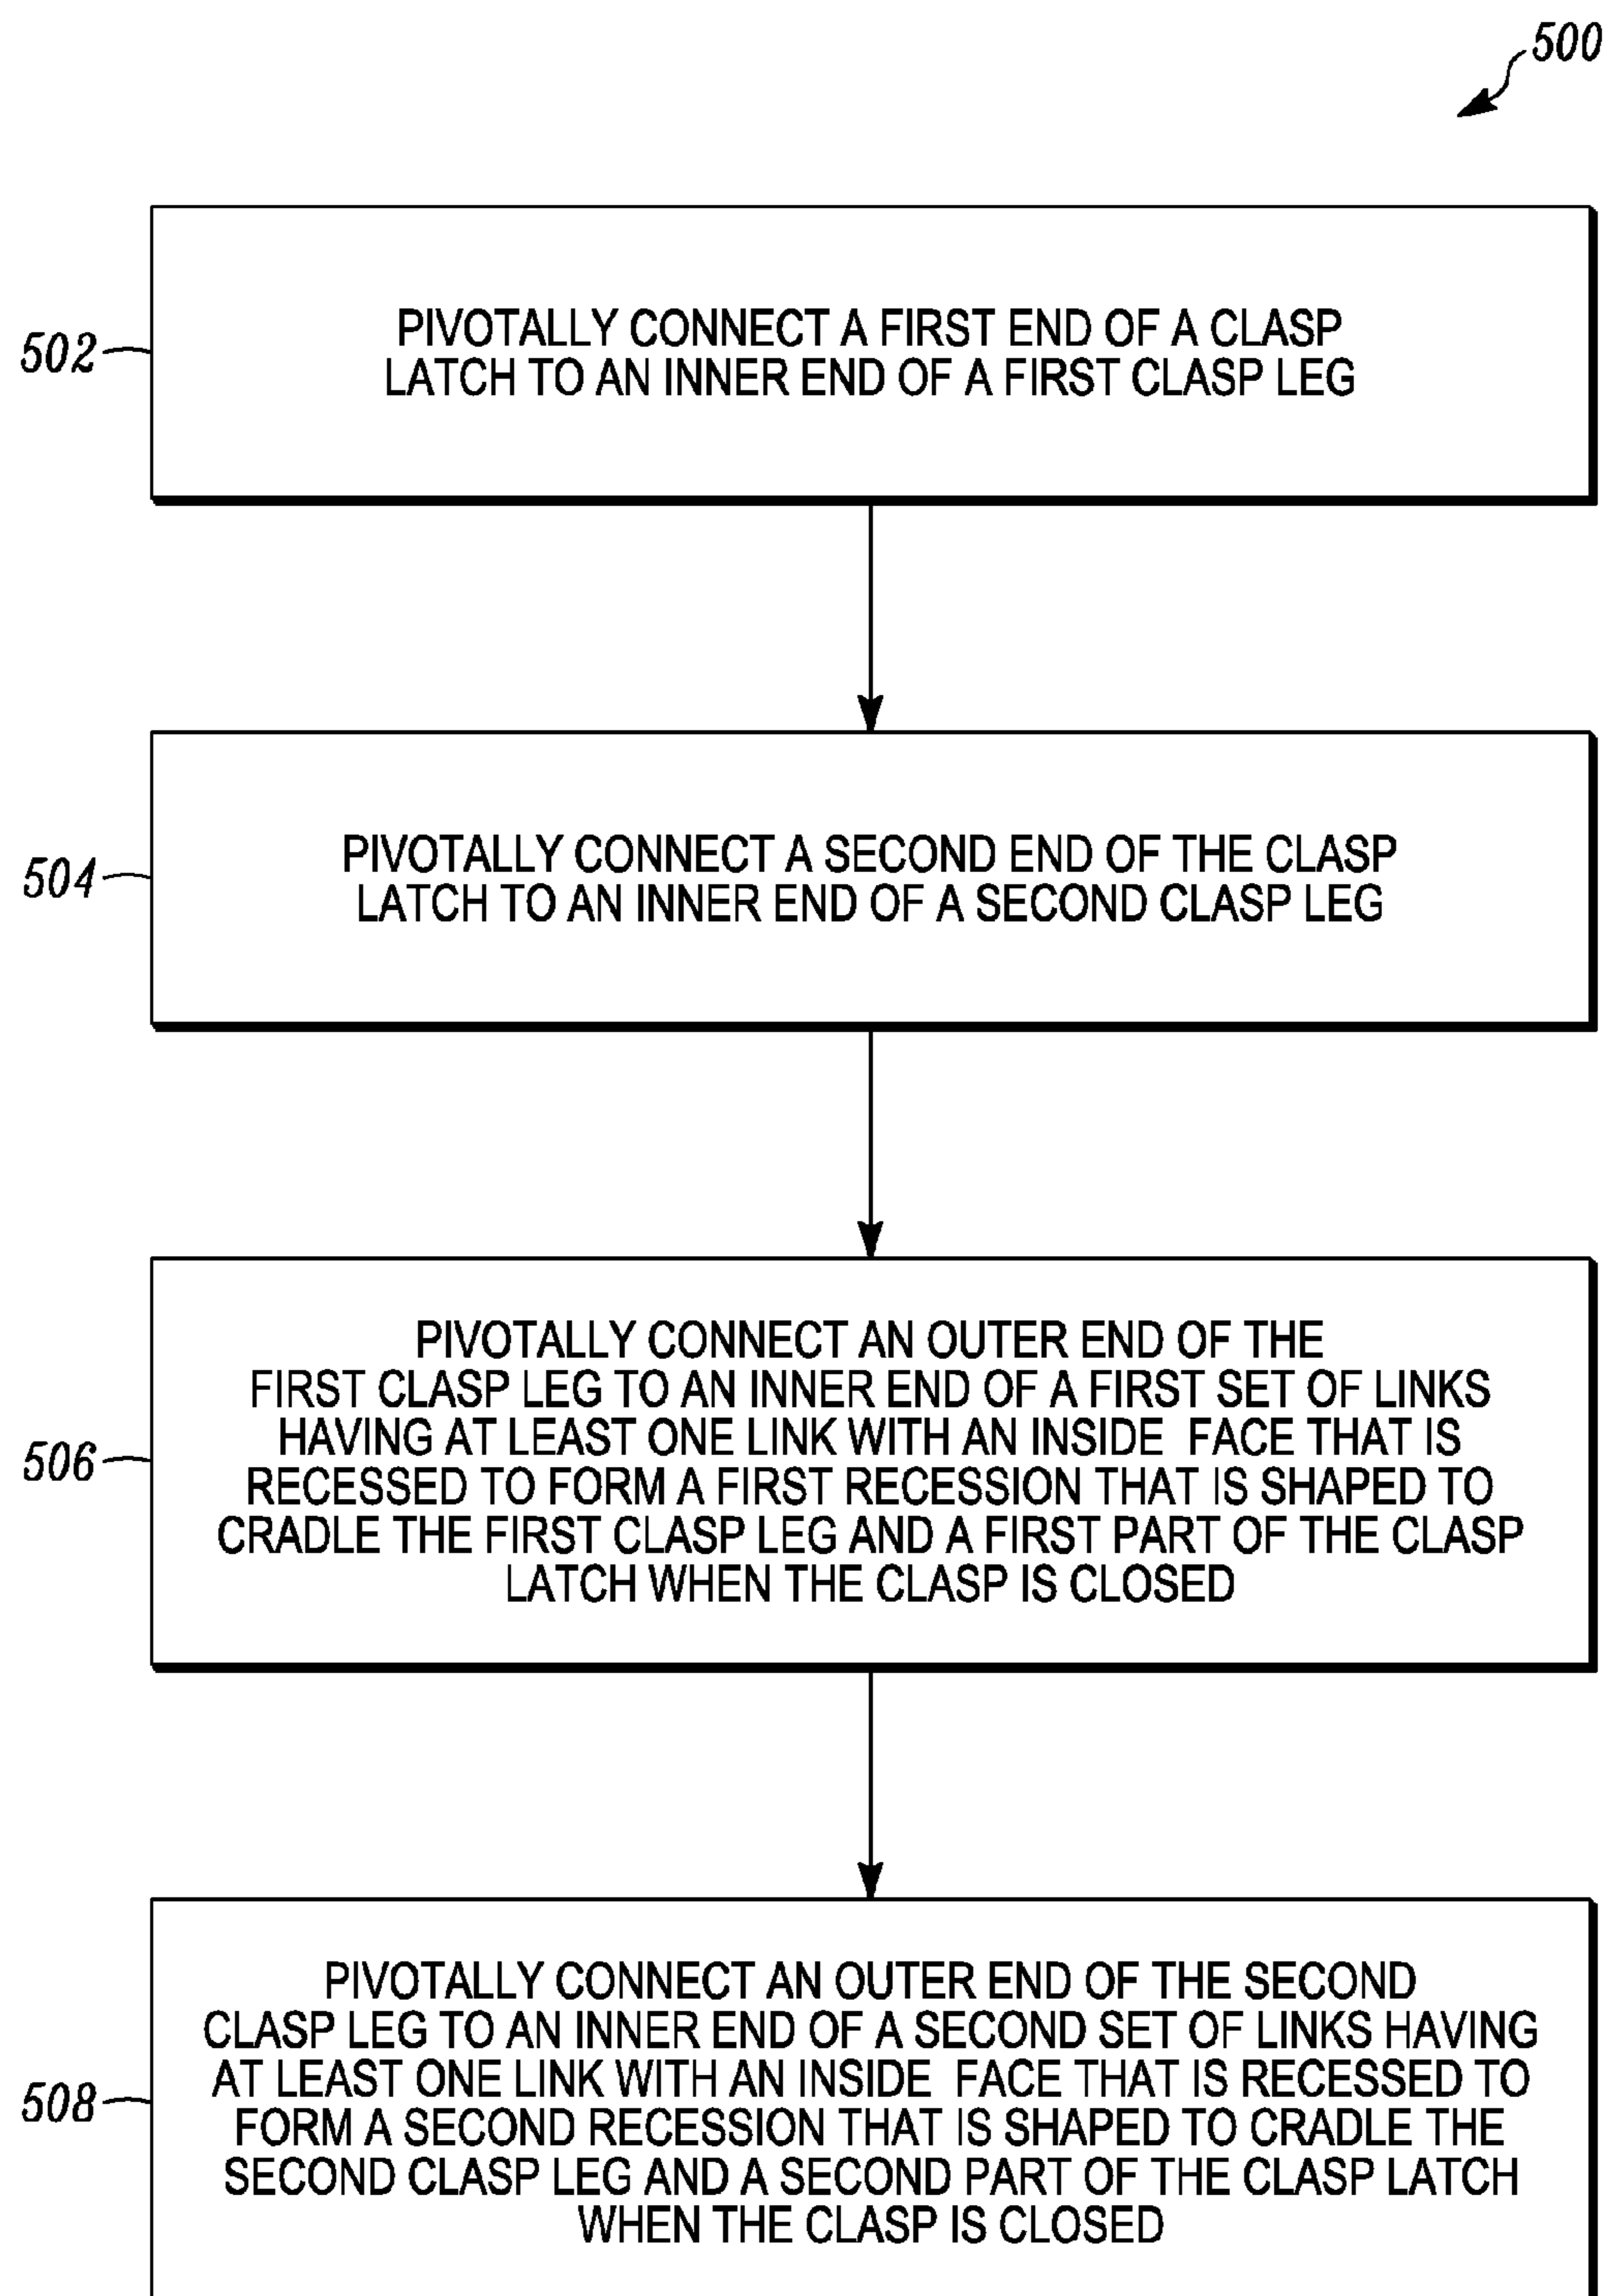 500
502
PIVOTALLY CONNECT A FIRST END OF A CLASP
LATCH TO AN INNER END OF A FIRST CLASP LEG
504
PIVOTALLY CONNECT A SECOND END OF THE CLASP
LATCH TO AN INNER END OF A SECOND CLASP LEG
506
PIVOTALLY CONNECT AN OUTER END OF THE
FIRST CLASP LEG TO AN INNER END OF A FIRST SET OF LINKS
HAVING AT LEAST ONE LINK WITH AN INSIDE FACE THAT IS
RECESSED TO FORM A FIRST RECESSION THAT IS SHAPED TO
CRADLE THE FIRST CLASP LEG AND A FIRST PART OF THE CLASP
LATCH WHEN THE CLASP IS CLOSED
508
PIVOTALLY CONNECT AN OUTER END OF THE SECOND
CLASP LEG TO AN INNER END OF A SECOND SET OF LINKS HAVING
AT LEAST ONE LINK WITH AN INSIDE FACE THAT IS RECESSED TO
FORM A SECOND RECESSION THAT IS SHAPED TO CRADLE THE
SECOND CLASP LEG AND A SECOND PART OF THE CLASP LATCH
WHEN THE CLASP IS CLOSED